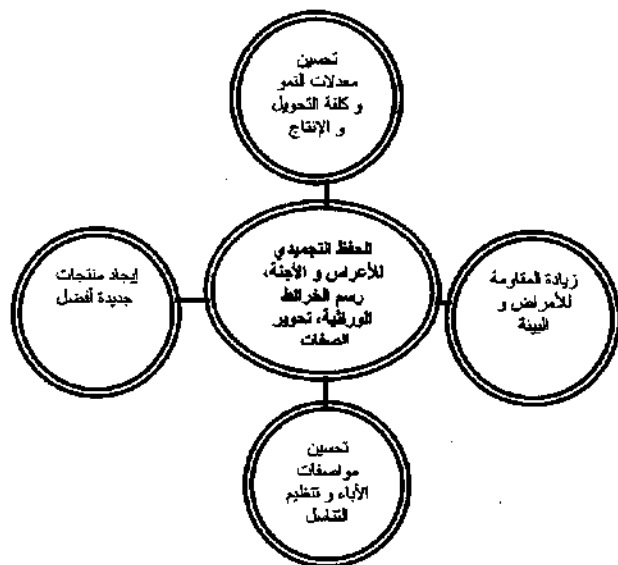 تحسين
معدلات النمو
و كلفة التحويل
و الإنتاج
الحفظ التجميدي
للأعراس و الأجنة،
رسم الخرائط
الوراثية، تحوير
الصفات
زيادة المقاومة
للأمراض و
البيئة
إيجاد منتجات
جديدة أفضل
تحسين
مواصفات
الأباء و تنظيم
التناسل